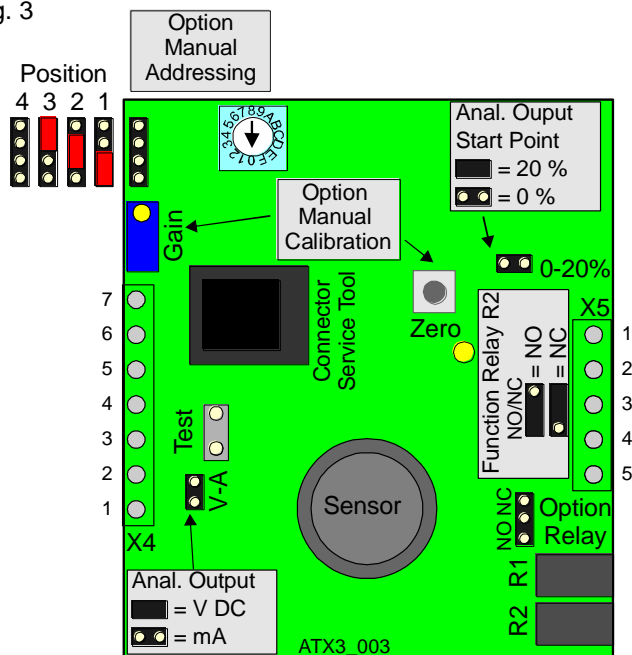 g. 3
Option
Manual
Addressing
Position
4 3 2 1
0123456789ABCDEF
Anal. Ouput
Start Point
= 20 %
= 0 %
Option
Manual
Calibration
Gain
0-20%
Connector
Service Tool
Zero
X5
7
6
5
4
3
2
1
X4
Function Relay R2
NO/NC
= NO
= NC
1
2
3
4
5
Test
V-A
Sensor
NO NC
Option
Relay
R1
R2
Anal. Output
= V DC
= mA
ATX3_003